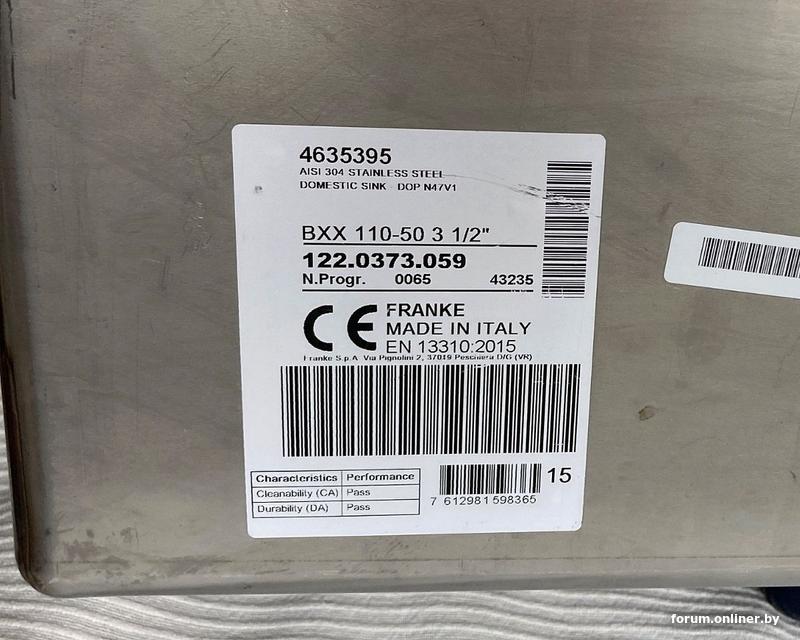 4635395
AISI 304 STAINLESS STEEL
DOMESTIC SINK - DOP N47V1
BXX 110-50 3 1/2"
122.0373.059
N.Progr. 0065 43235
CE FRANKE
MADE IN ITALY
EN 13310:2015
Franke S.p.A. Via Pignolini 2, 37019 Peschiera D/G (VR)
Characteristics Performance
Cleanability (CA) Pass
Durability (DA) Pass
15
7 612981 598365
forum.onliner.by